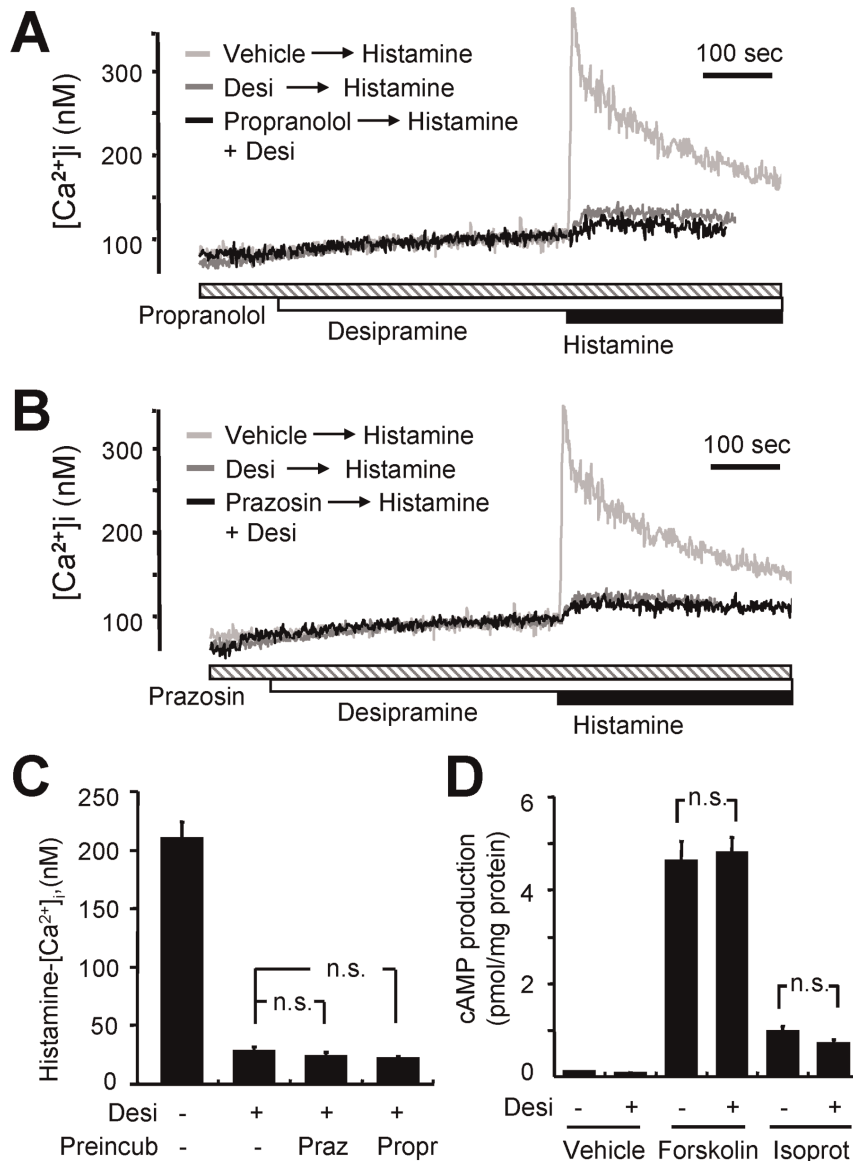 A
Vehicle → Histamine
Desi → Histamine
Propranolol → Histamine
+ Desi
100 sec
[Ca²⁺]i (nM)
300
200
100
Propranolol
Desipramine
Histamine
B
Vehicle → Histamine
Desi → Histamine
Prazosin → Histamine
+ Desi
100 sec
[Ca²⁺]i (nM)
300
200
100
Prazosin
Desipramine
Histamine
C
Histamine-[Ca²⁺]i,(nM)
250
200
150
100
50
0
n.s.
n.s.
Desi - + + +
Preincub - - Praz Propr
D
cAMP production
(pmol/mg protein)
6
4
2
0
n.s.
n.s.
Desi - + - + - +
Vehicle Forskolin Isoprot